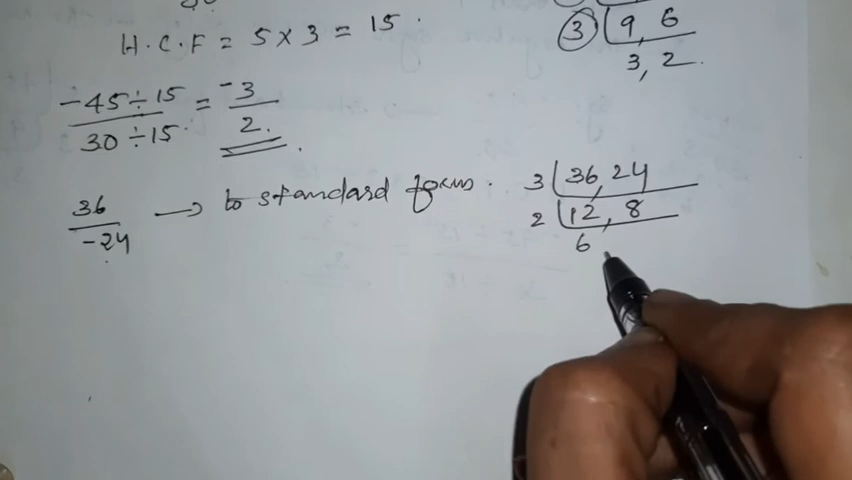 H.C.F = 5 × 3 = 15.
3 | 9, 6
3, 2.
-45 ÷ 15 / 30 ÷ 15 = -3 / 2.
36 / -24 → to standard form.
3 | 36, 24
2 | 12, 8
6